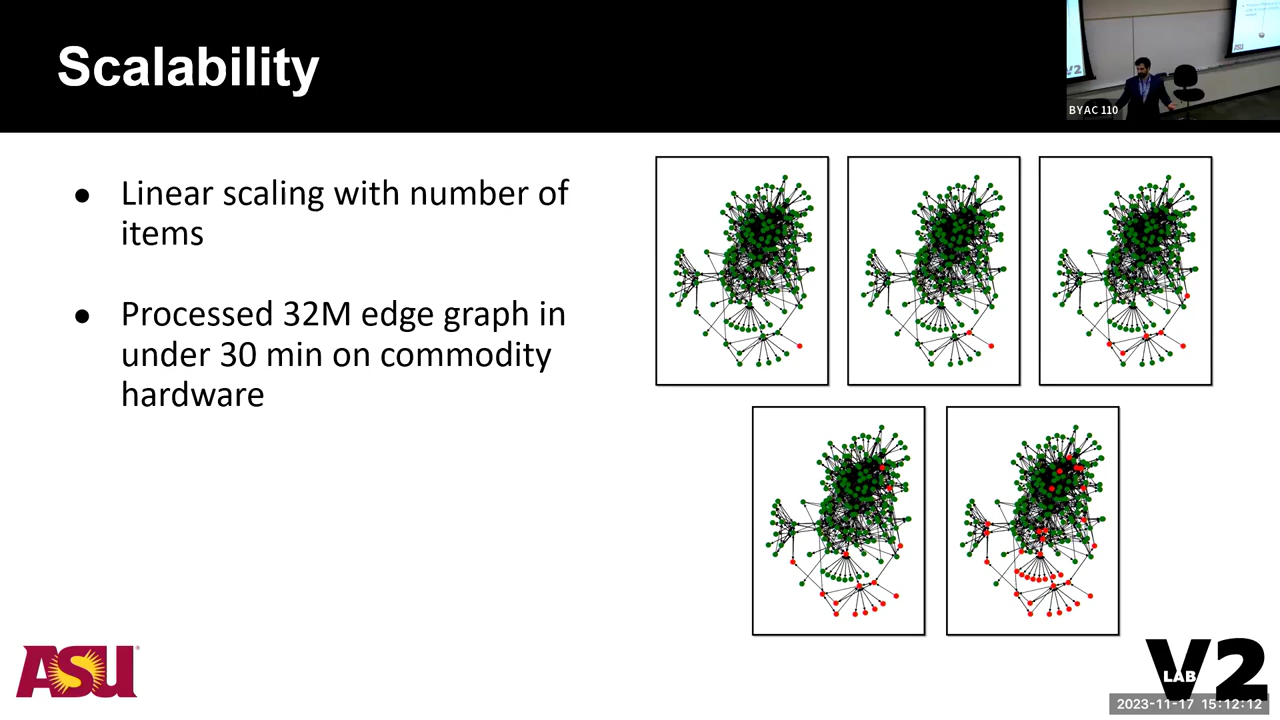 Scalability
BYAC 110
● Linear scaling with number of
items
● Processed 32M edge graph in
under 30 min on commodity
hardware
ASU
V2
LAB
2023-11-17 15:12:12